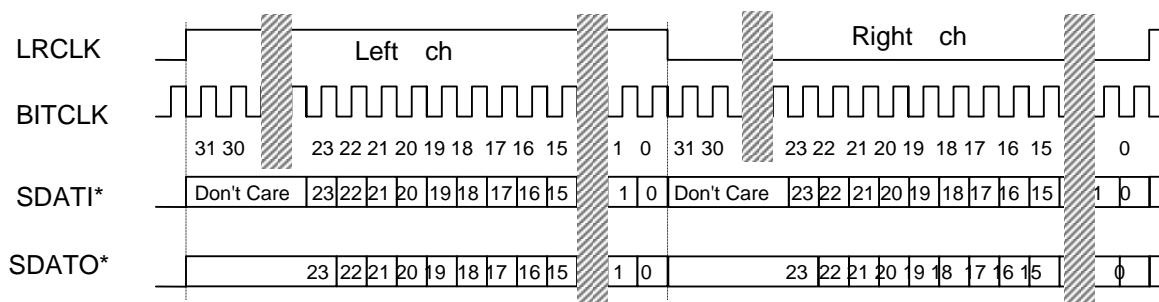 LRCLK Left ch Right ch
BITCLK
31 30 23 22 21 20 19 18 17 16 15 1 0 31 30 23 22 21 20 19 18 17 16 15 0
SDATI* Don't Care 23 22 21 20 19 18 17 16 15 1 0 Don't Care 23 22 21 20 19 18 17 16 15 1 0
SDATO* 23 22 21 20 19 18 17 16 15 1 0 23 22 21 20 19 18 17 16 15 0